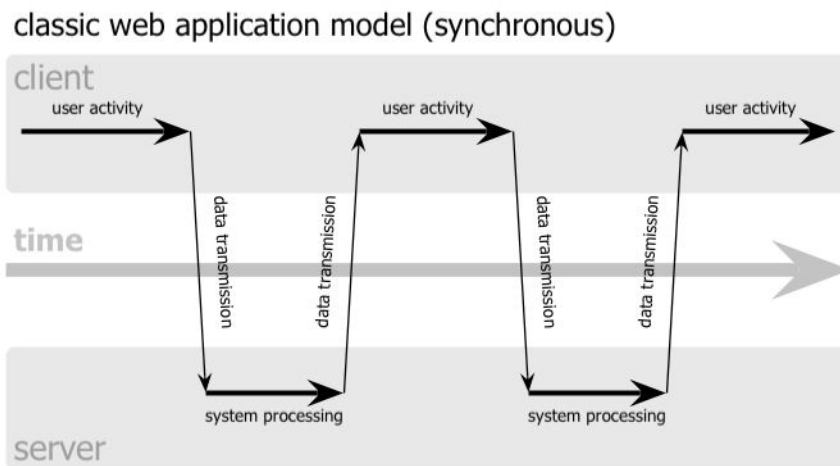 classic web application model (synchronous)
client
user activity
user activity
user activity
data transmission
data transmission
data transmission
data transmission
time
system processing
system processing
server